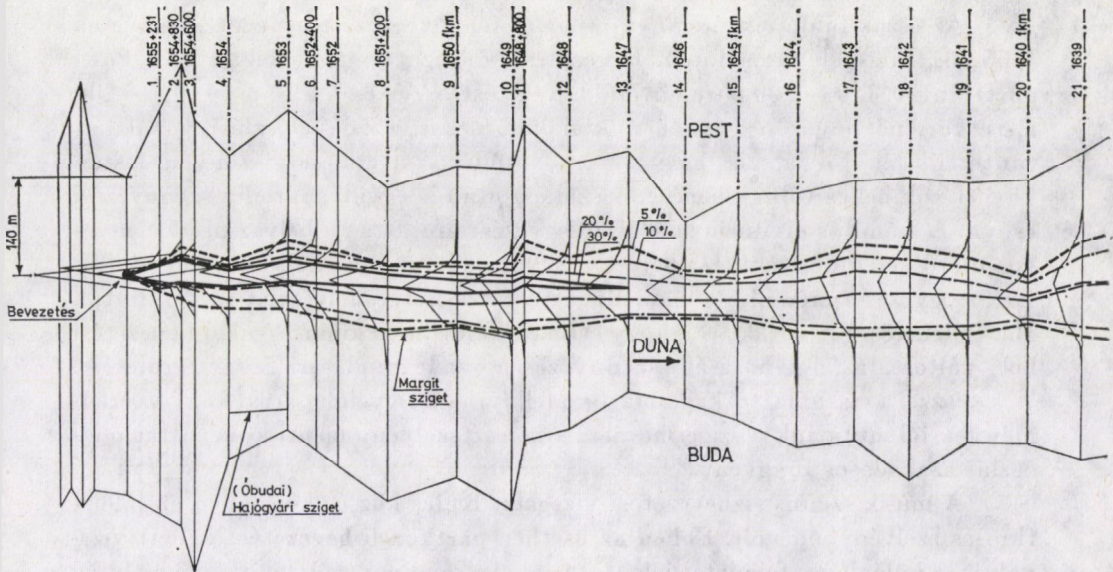 1 1655+231
1654+830
3 1654+600
4 1654
5 1653
6 1652+400
7 1652
8 1651+200
9 1650 fkm
10 1649
11 1648+800
12 1648
13 1647
14 1646
15 1645 fkm
16 1644
17 1643
18 1642
19 1641
20 1640 fkm
21 1639
PEST
140 m
20 %
30 %
5 %
10 %
Bevezetés
DUNA
Margit
sziget
BUDA
(Óbudai)
Hajógyári sziget